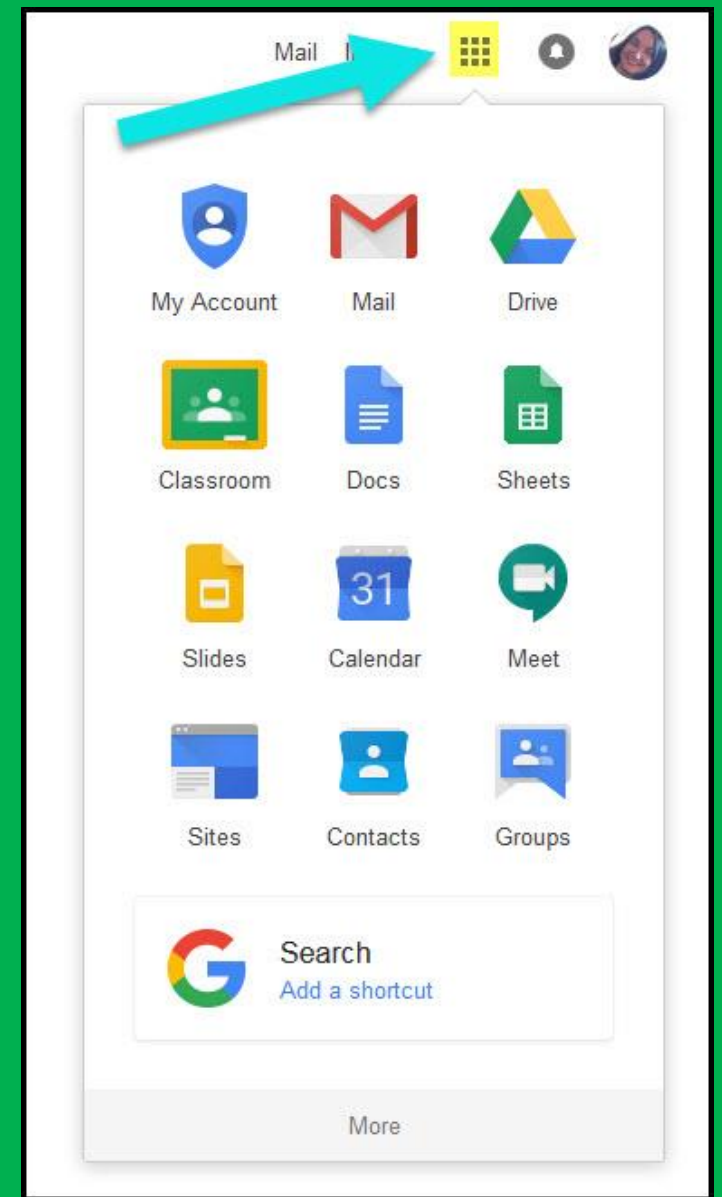 Mail
My Account Mail Drive
Classroom Docs Sheets
Slides 31 Calendar Meet
Sites Contacts Groups
Search
Add a shortcut
More